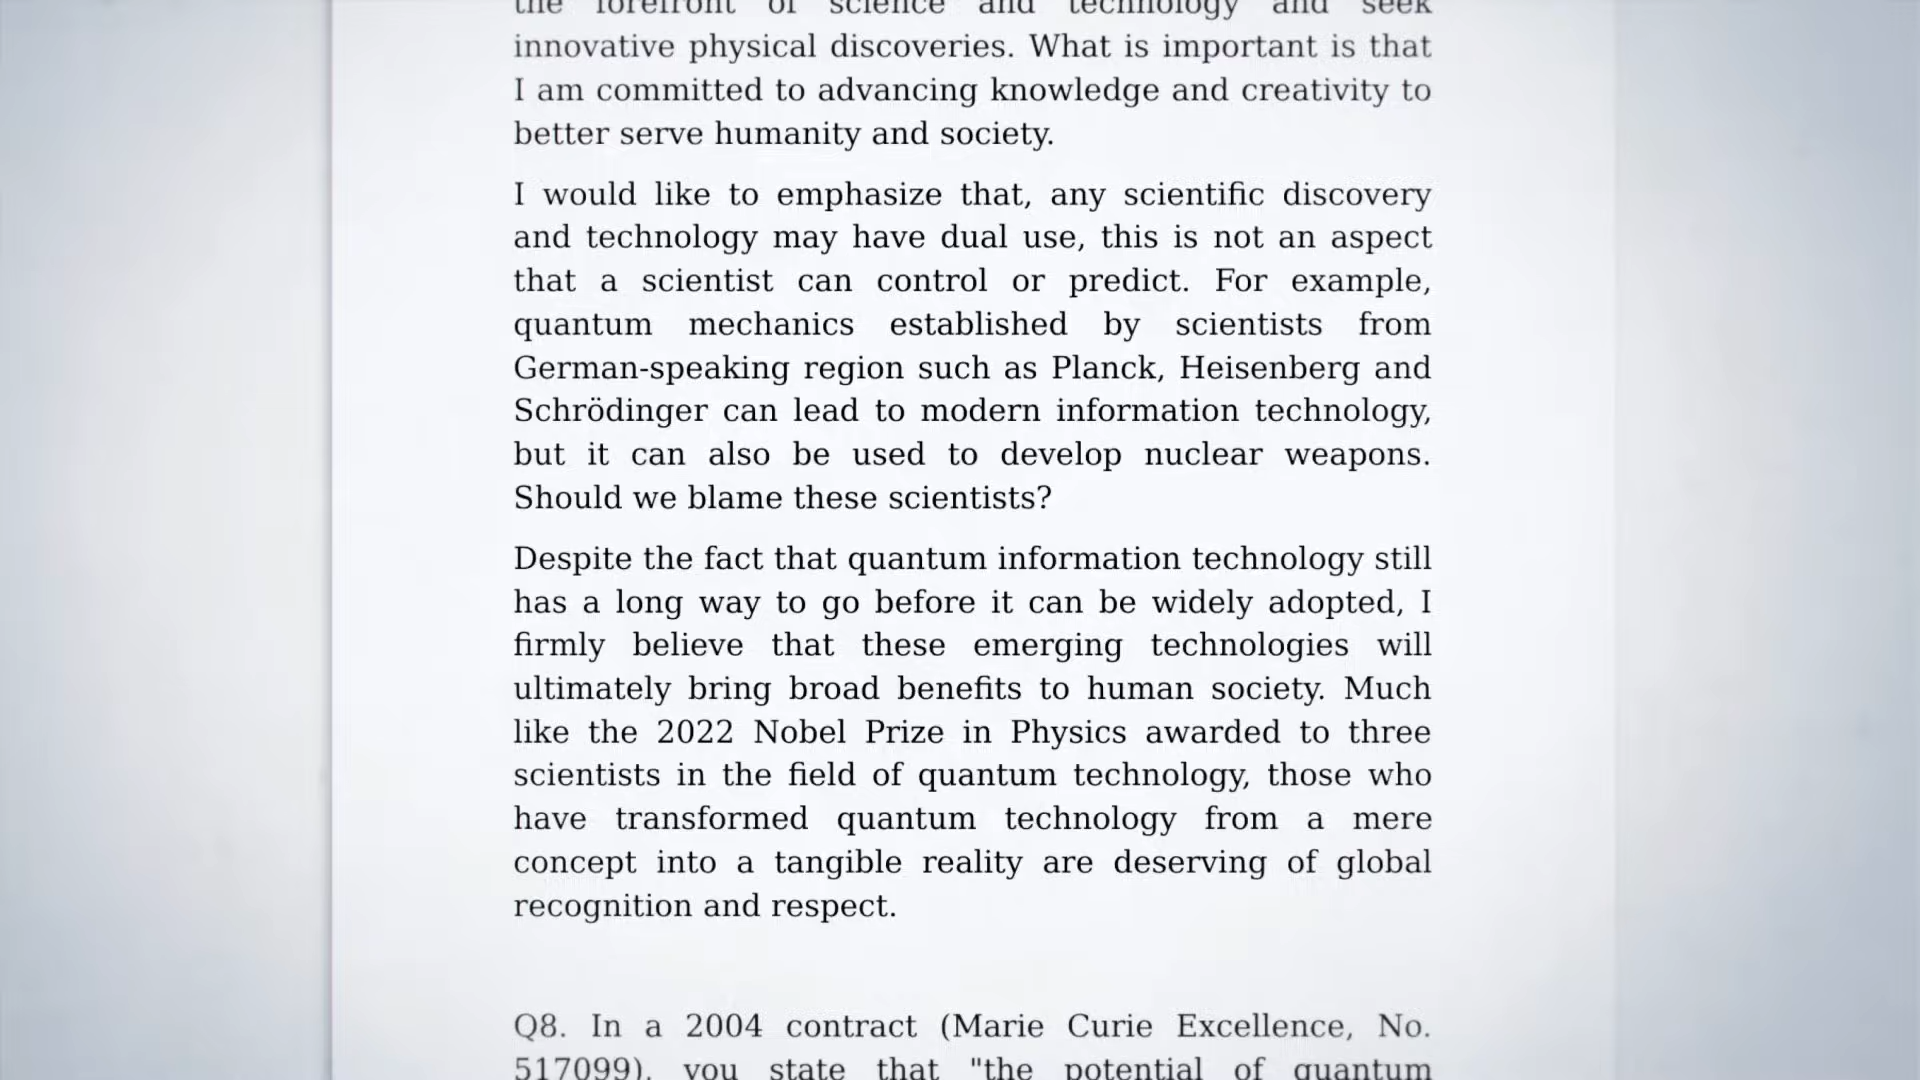 the forefront of science and technology and seek
innovative physical discoveries. What is important is that
I am committed to advancing knowledge and creativity to
better serve humanity and society.
I would like to emphasize that, any scientific discovery
and technology may have dual use, this is not an aspect
that a scientist can control or predict. For example,
quantum mechanics established by scientists from
German-speaking region such as Planck, Heisenberg and
Schrödinger can lead to modern information technology,
but it can also be used to develop nuclear weapons.
Should we blame these scientists?
Despite the fact that quantum information technology still
has a long way to go before it can be widely adopted, I
firmly believe that these emerging technologies will
ultimately bring broad benefits to human society. Much
like the 2022 Nobel Prize in Physics awarded to three
scientists in the field of quantum technology, those who
have transformed quantum technology from a mere
concept into a tangible reality are deserving of global
recognition and respect.
Q8. In a 2004 contract (Marie Curie Excellence, No.
517099), you state that "the potential of quantum